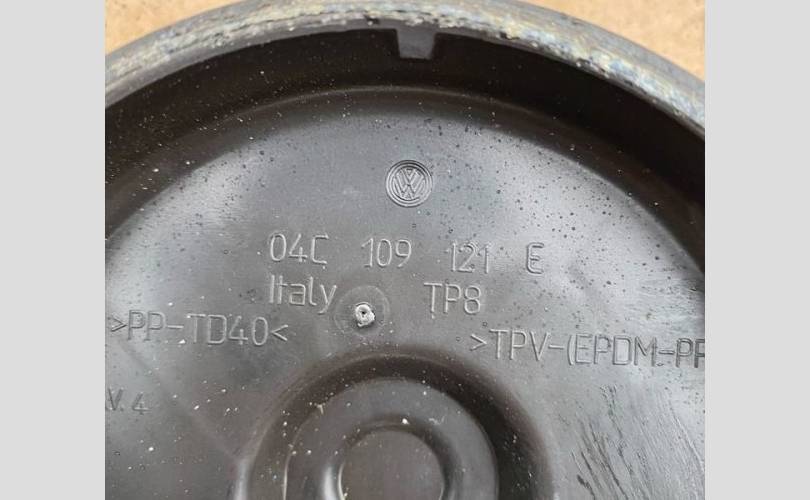 VW
04C 109 121 E
Italy TP8
>PP-TD40<
>TPV-(EPDM-PP
V.4